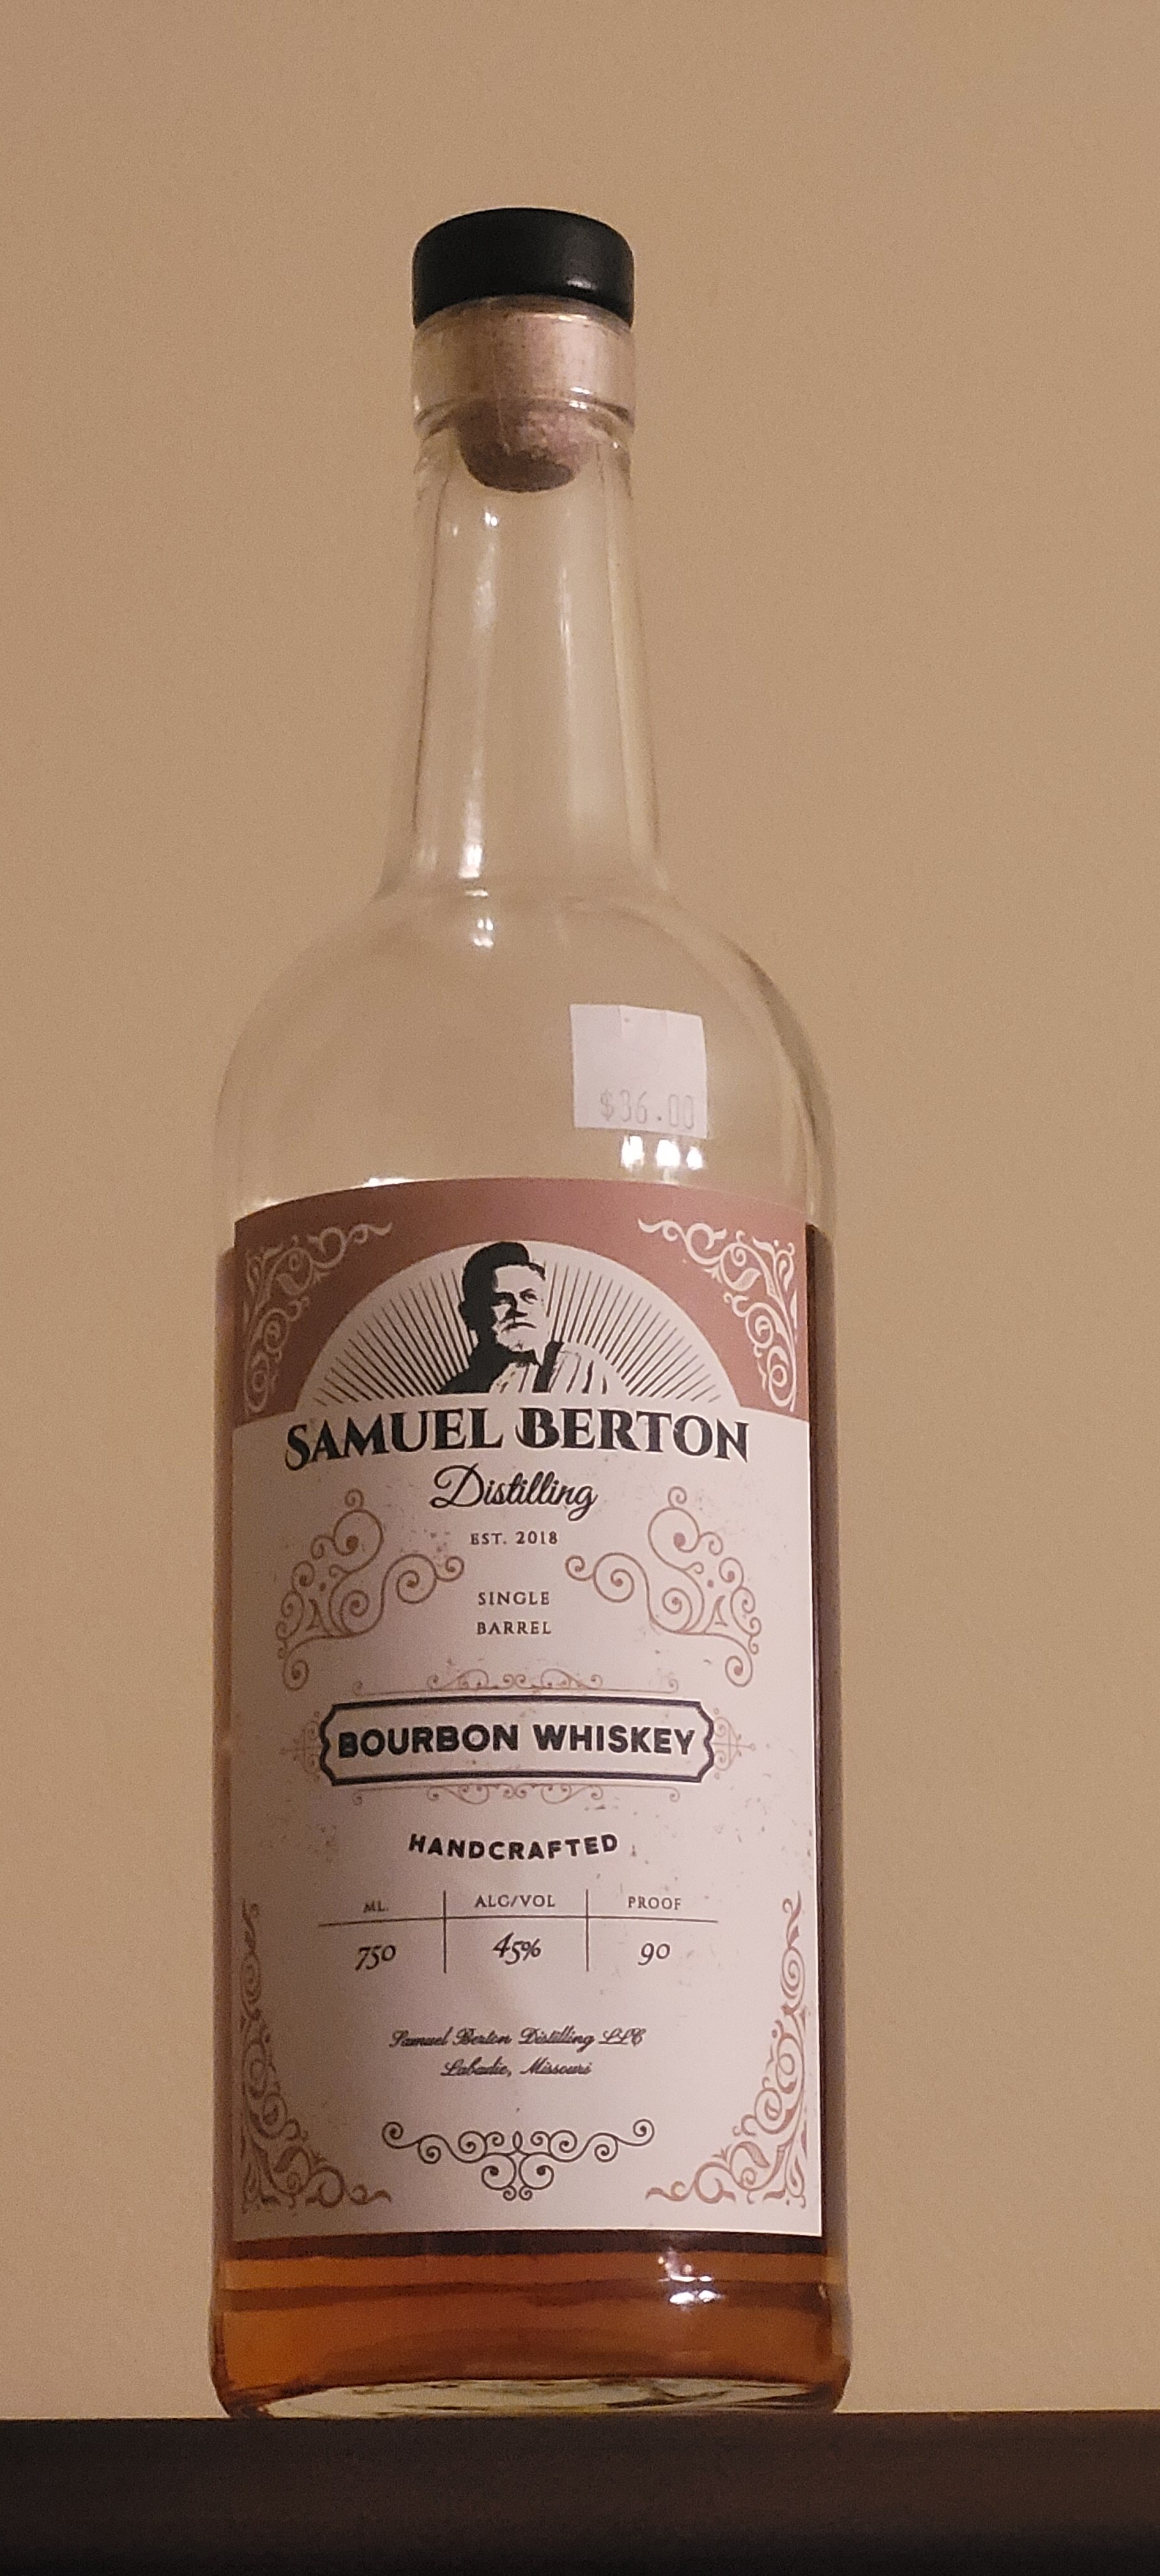 $36.00
SAMUEL BERTON
Distilling
EST. 2018
SINGLE
BARREL
BOURBON WHISKEY
HANDCRAFTED
ML. ALC/VOL PROOF
750 45% 90
Samuel Berton Distilling LLC
Labadie, Missouri